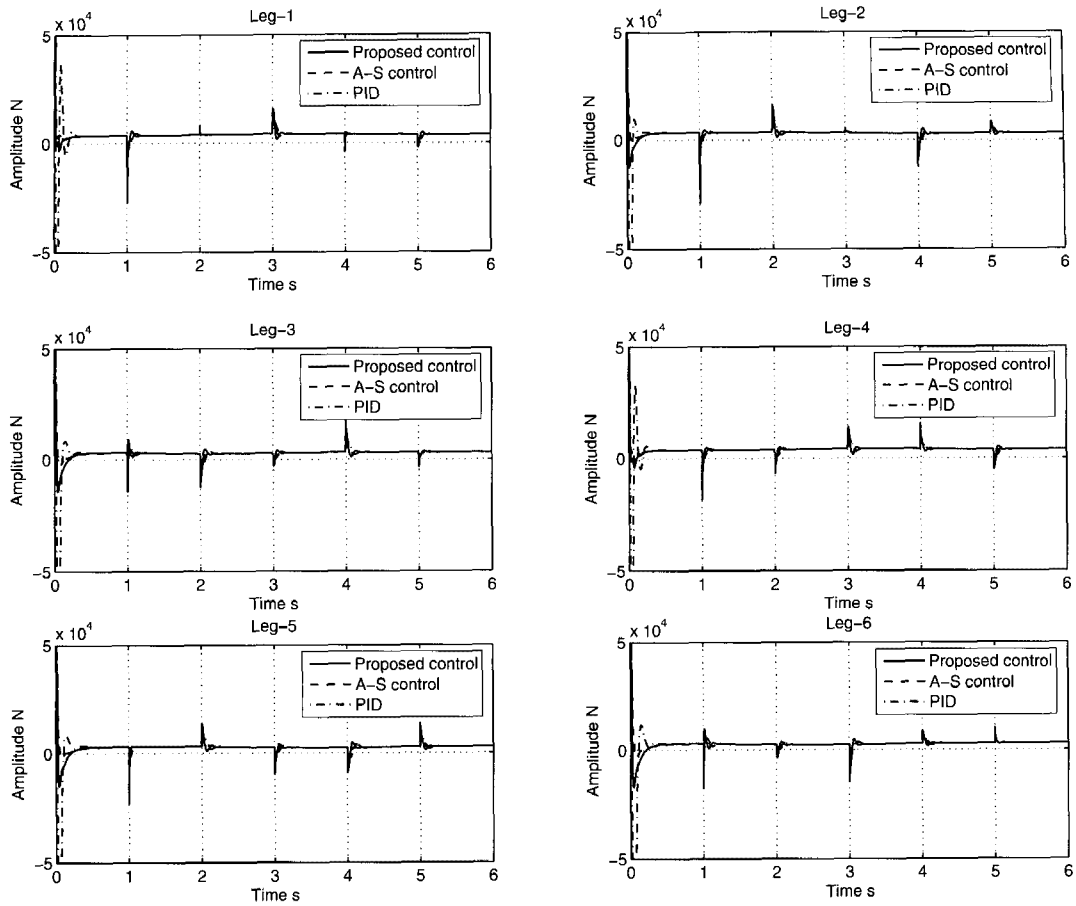 Leg-1
x 10^4
5
0
-5
Amplitude N
Proposed control
A-S control
PID
0 1 2 3 4 5 6
Time s
Leg-2
x 10^4
5
0
-5
Amplitude N
Proposed control
A-S control
PID
0 1 2 3 4 5 6
Time s
Leg-3
x 10^4
5
0
-5
Amplitude N
Proposed control
A-S control
PID
0 1 2 3 4 5 6
Time s
Leg-4
x 10^4
5
0
-5
Amplitude N
Proposed control
A-S control
PID
0 1 2 3 4 5 6
Time s
Leg-5
x 10^4
5
0
-5
Amplitude N
Proposed control
A-S control
PID
0 1 2 3 4 5 6
Time s
Leg-6
x 10^4
5
0
-5
Amplitude N
Proposed control
A-S control
PID
0 1 2 3 4 5 6
Time s